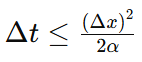 Δt ≤ (Δx)² / 2α